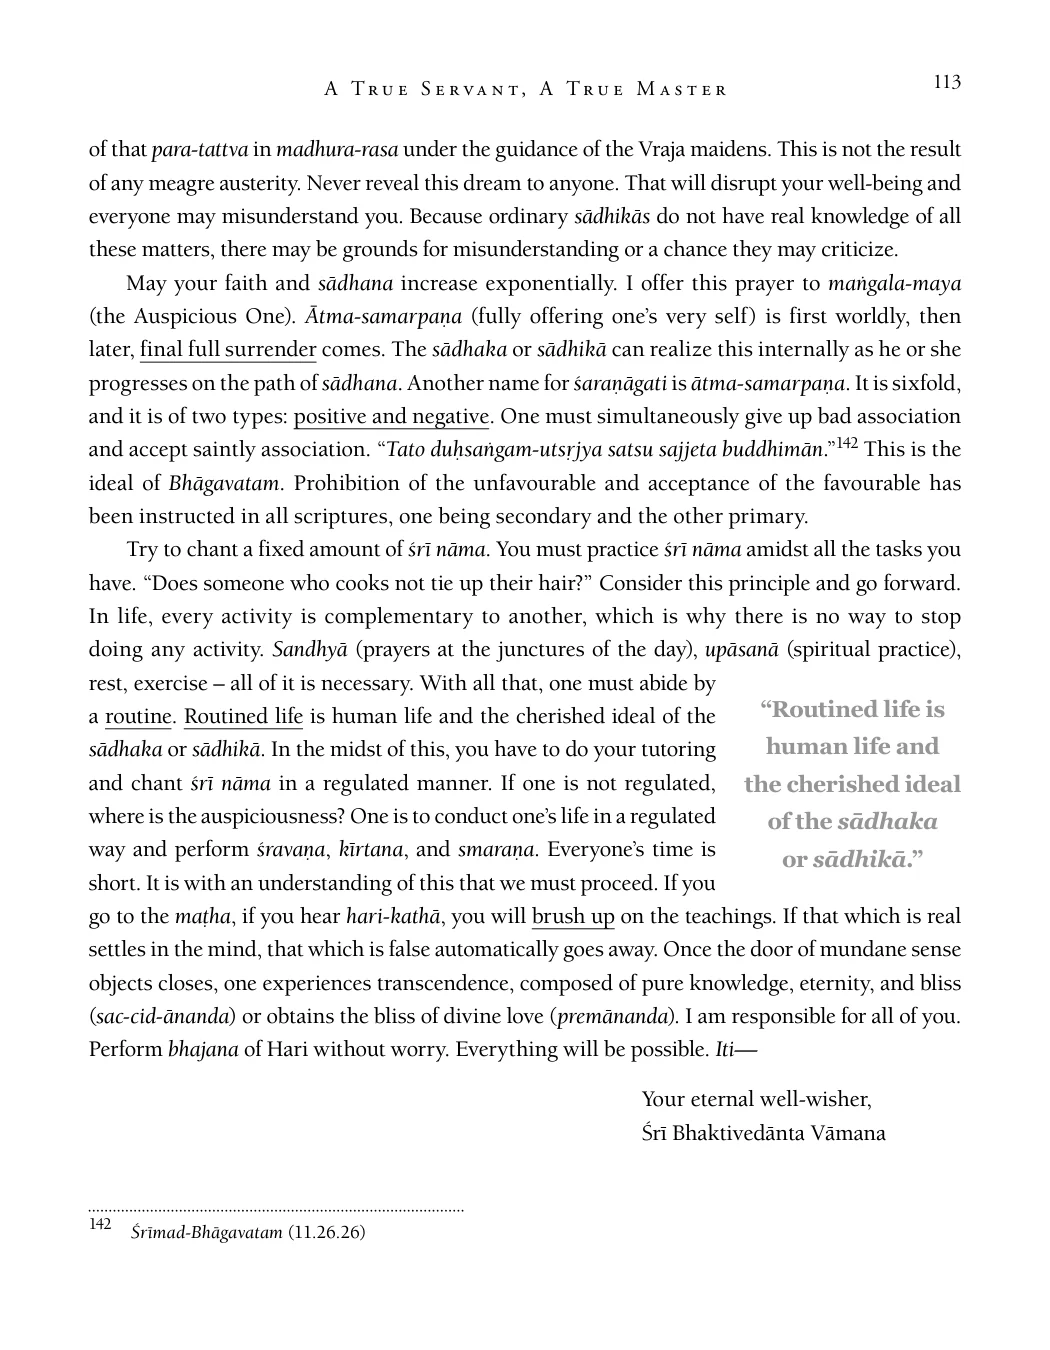 A True Servant, A True Master
113
of that para-tattva in madhura-rasa under the guidance of the Vraja maidens. This is not the result
of any meagre austerity. Never reveal this dream to anyone. That will disrupt your well-being and
everyone may misunderstand you. Because ordinary sādhikās do not have real knowledge of all
these matters, there may be grounds for misunderstanding or a chance they may criticize.
May your faith and sādhana increase exponentially. I offer this prayer to maṅgala-maya
(the Auspicious One). Ātma-samarpaṇa (fully offering one’s very self) is first worldly, then
later, final full surrender comes. The sādhaka or sādhikā can realize this internally as he or she
progresses on the path of sādhana. Another name for śaraṇāgati is ātma-samarpaṇa. It is sixfold,
and it is of two types: positive and negative. One must simultaneously give up bad association
and accept saintly association. “Tato duḥsaṅgam-utsṛjya satsu sajjeta buddhimān.”142 This is the
ideal of Bhāgavatam. Prohibition of the unfavourable and acceptance of the favourable has
been instructed in all scriptures, one being secondary and the other primary.
Try to chant a fixed amount of śrī nāma. You must practice śrī nāma amidst all the tasks you
have. “Does someone who cooks not tie up their hair?” Consider this principle and go forward.
In life, every activity is complementary to another, which is why there is no way to stop
doing any activity. Sandhyā (prayers at the junctures of the day), upāsanā (spiritual practice),
rest, exercise – all of it is necessary. With all that, one must abide by
a routine. Routined life is human life and the cherished ideal of the
sādhaka or sādhikā. In the midst of this, you have to do your tutoring
and chant śrī nāma in a regulated manner. If one is not regulated,
where is the auspiciousness? One is to conduct one’s life in a regulated
way and perform śravaṇa, kīrtana, and smaraṇa. Everyone’s time is
short. It is with an understanding of this that we must proceed. If you
go to the maṭha, if you hear hari-kathā, you will brush up on the teachings. If that which is real
settles in the mind, that which is false automatically goes away. Once the door of mundane sense
objects closes, one experiences transcendence, composed of pure knowledge, eternity, and bliss
(sac-cid-ānanda) or obtains the bliss of divine love (premānanda). I am responsible for all of you.
Perform bhajana of Hari without worry. Everything will be possible. Iti—
“Routined life is
human life and
the cherished ideal
of the sādhaka
or sādhikā.”
Your eternal well-wisher,
Śrī Bhaktivedānta Vāmana
142 Śrīmad-Bhāgavatam (11.26.26)